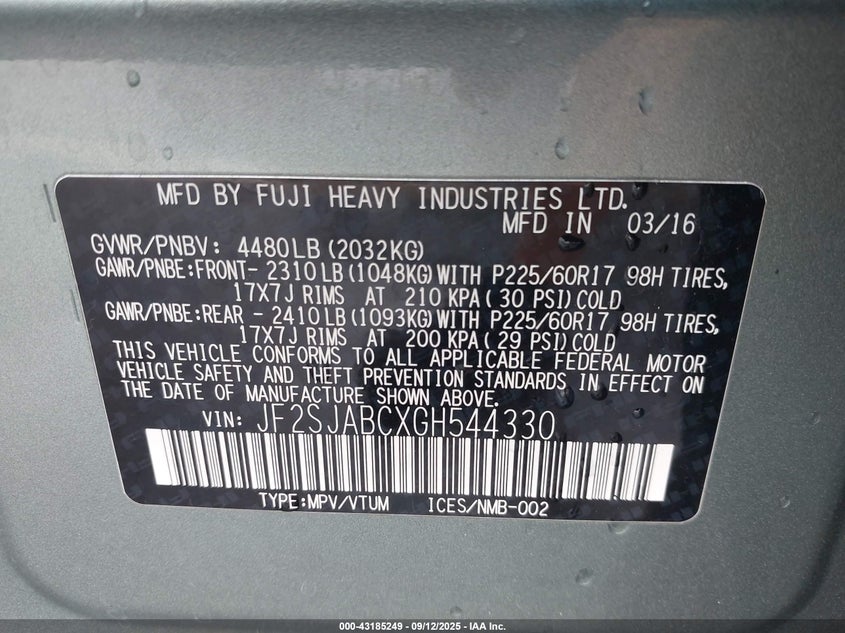 MFD BY FUJI HEAVY INDUSTRIES LTD.
MFD IN 03/16
GVWR/PNBV: 4480LB (2032KG)
GAWR/PNBE:FRONT- 2310LB (1048KG) WITH P225/60R17 98H TIRES,
17X7J RIMS AT 210 KPA ( 30 PSI) COLD
GAWR/PNBE:REAR - 2410LB (1093KG) WITH P225/60R17 98H TIRES,
17X7J RIMS AT 200 KPA ( 29 PSI) COLD
THIS VEHICLE CONFORMS TO ALL APPLICABLE FEDERAL MOTOR
VEHICLE SAFETY AND THEFT PREVENTION STANDARDS IN EFFECT ON
THE DATE OF MANUFACTURE SHOWN ABOVE.
VIN: JF2SJABCXGH544330
TYPE:MPV/VTUM ICES/NMB-002
000-43185249 - 09/12/2025 - IAA Inc.